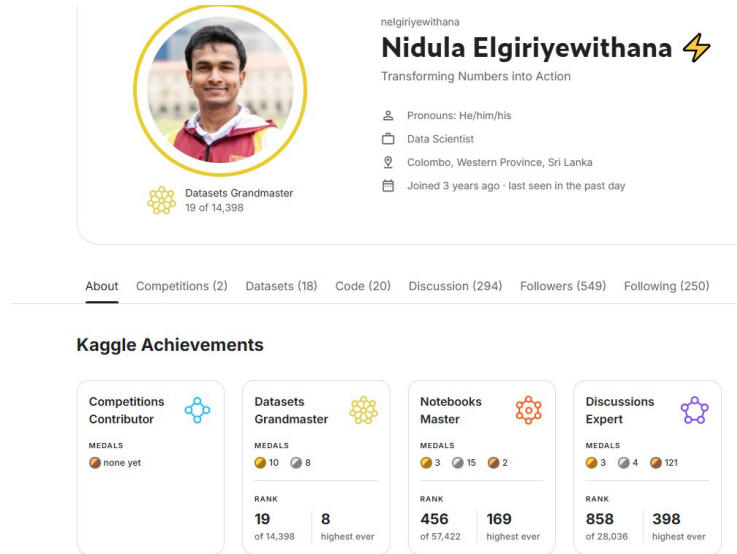 nelgiriyewithana
Nidula Elgiriyewithana ⚡
Transforming Numbers into Action
Pronouns: He/him/his
Data Scientist
Colombo, Western Province, Sri Lanka
Joined 3 years ago · last seen in the past day
Datasets Grandmaster
19 of 14,398
About Competitions (2) Datasets (18) Code (20) Discussion (294) Followers (549) Following (250)
Kaggle Achievements
Competitions
Contributor
MEDALS
none yet
Datasets
Grandmaster
MEDALS
10 8
RANK
19 8
of 14,398 highest ever
Notebooks
Master
MEDALS
3 15 2
RANK
456 169
of 57,422 highest ever
Discussions
Expert
MEDALS
3 4 121
RANK
858 398
of 28,036 highest ever